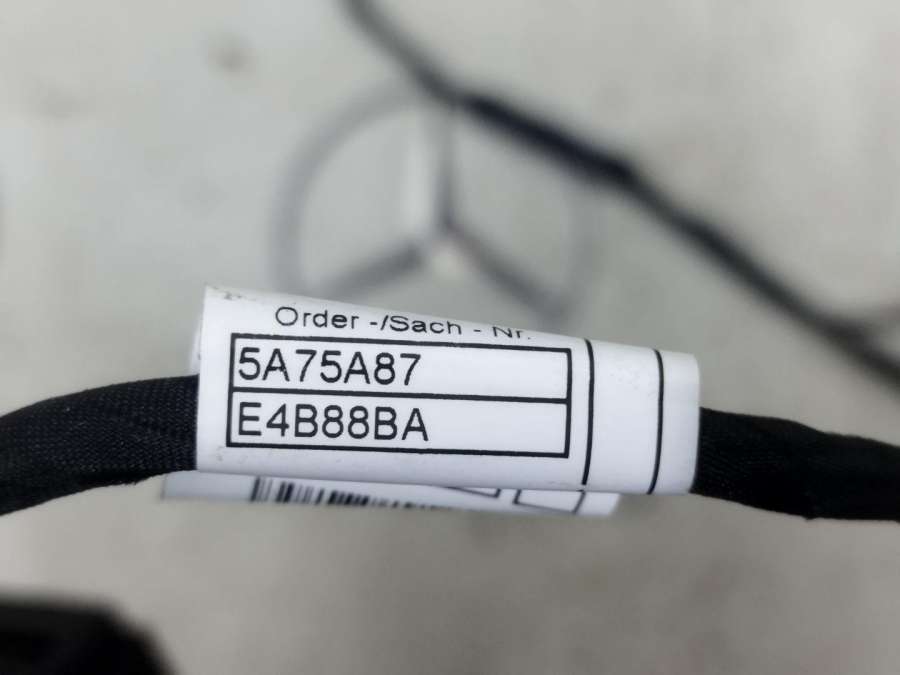 Order -/Sach - Nr.
5A75A87
E4B88BA